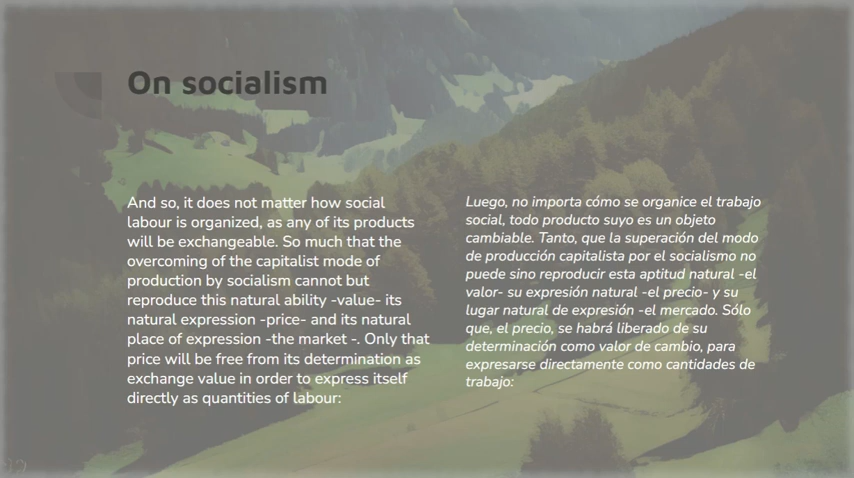 On socialism
And so, it does not matter how social
labour is organized, as any of its products
will be exchangeable. So much that the
overcoming of the capitalist mode of
production by socialism cannot but
reproduce this natural ability -value- its
natural expression -price- and its natural
place of expression -the market -. Only that
price will be free from its determination as
exchange value in order to express itself
directly as quantities of labour:
Luego, no importa cómo se organice el trabajo
social, todo producto suyo es un objeto
cambiable. Tanto, que la superación del modo
de producción capitalista por el socialismo no
puede sino reproducir esta aptitud natural -el
valor- su expresión natural -el precio- y su
lugar natural de expresión -el mercado. Sólo
que, el precio, se habrá liberado de su
determinación como valor de cambio, para
expresarse directamente como cantidades de
trabajo: